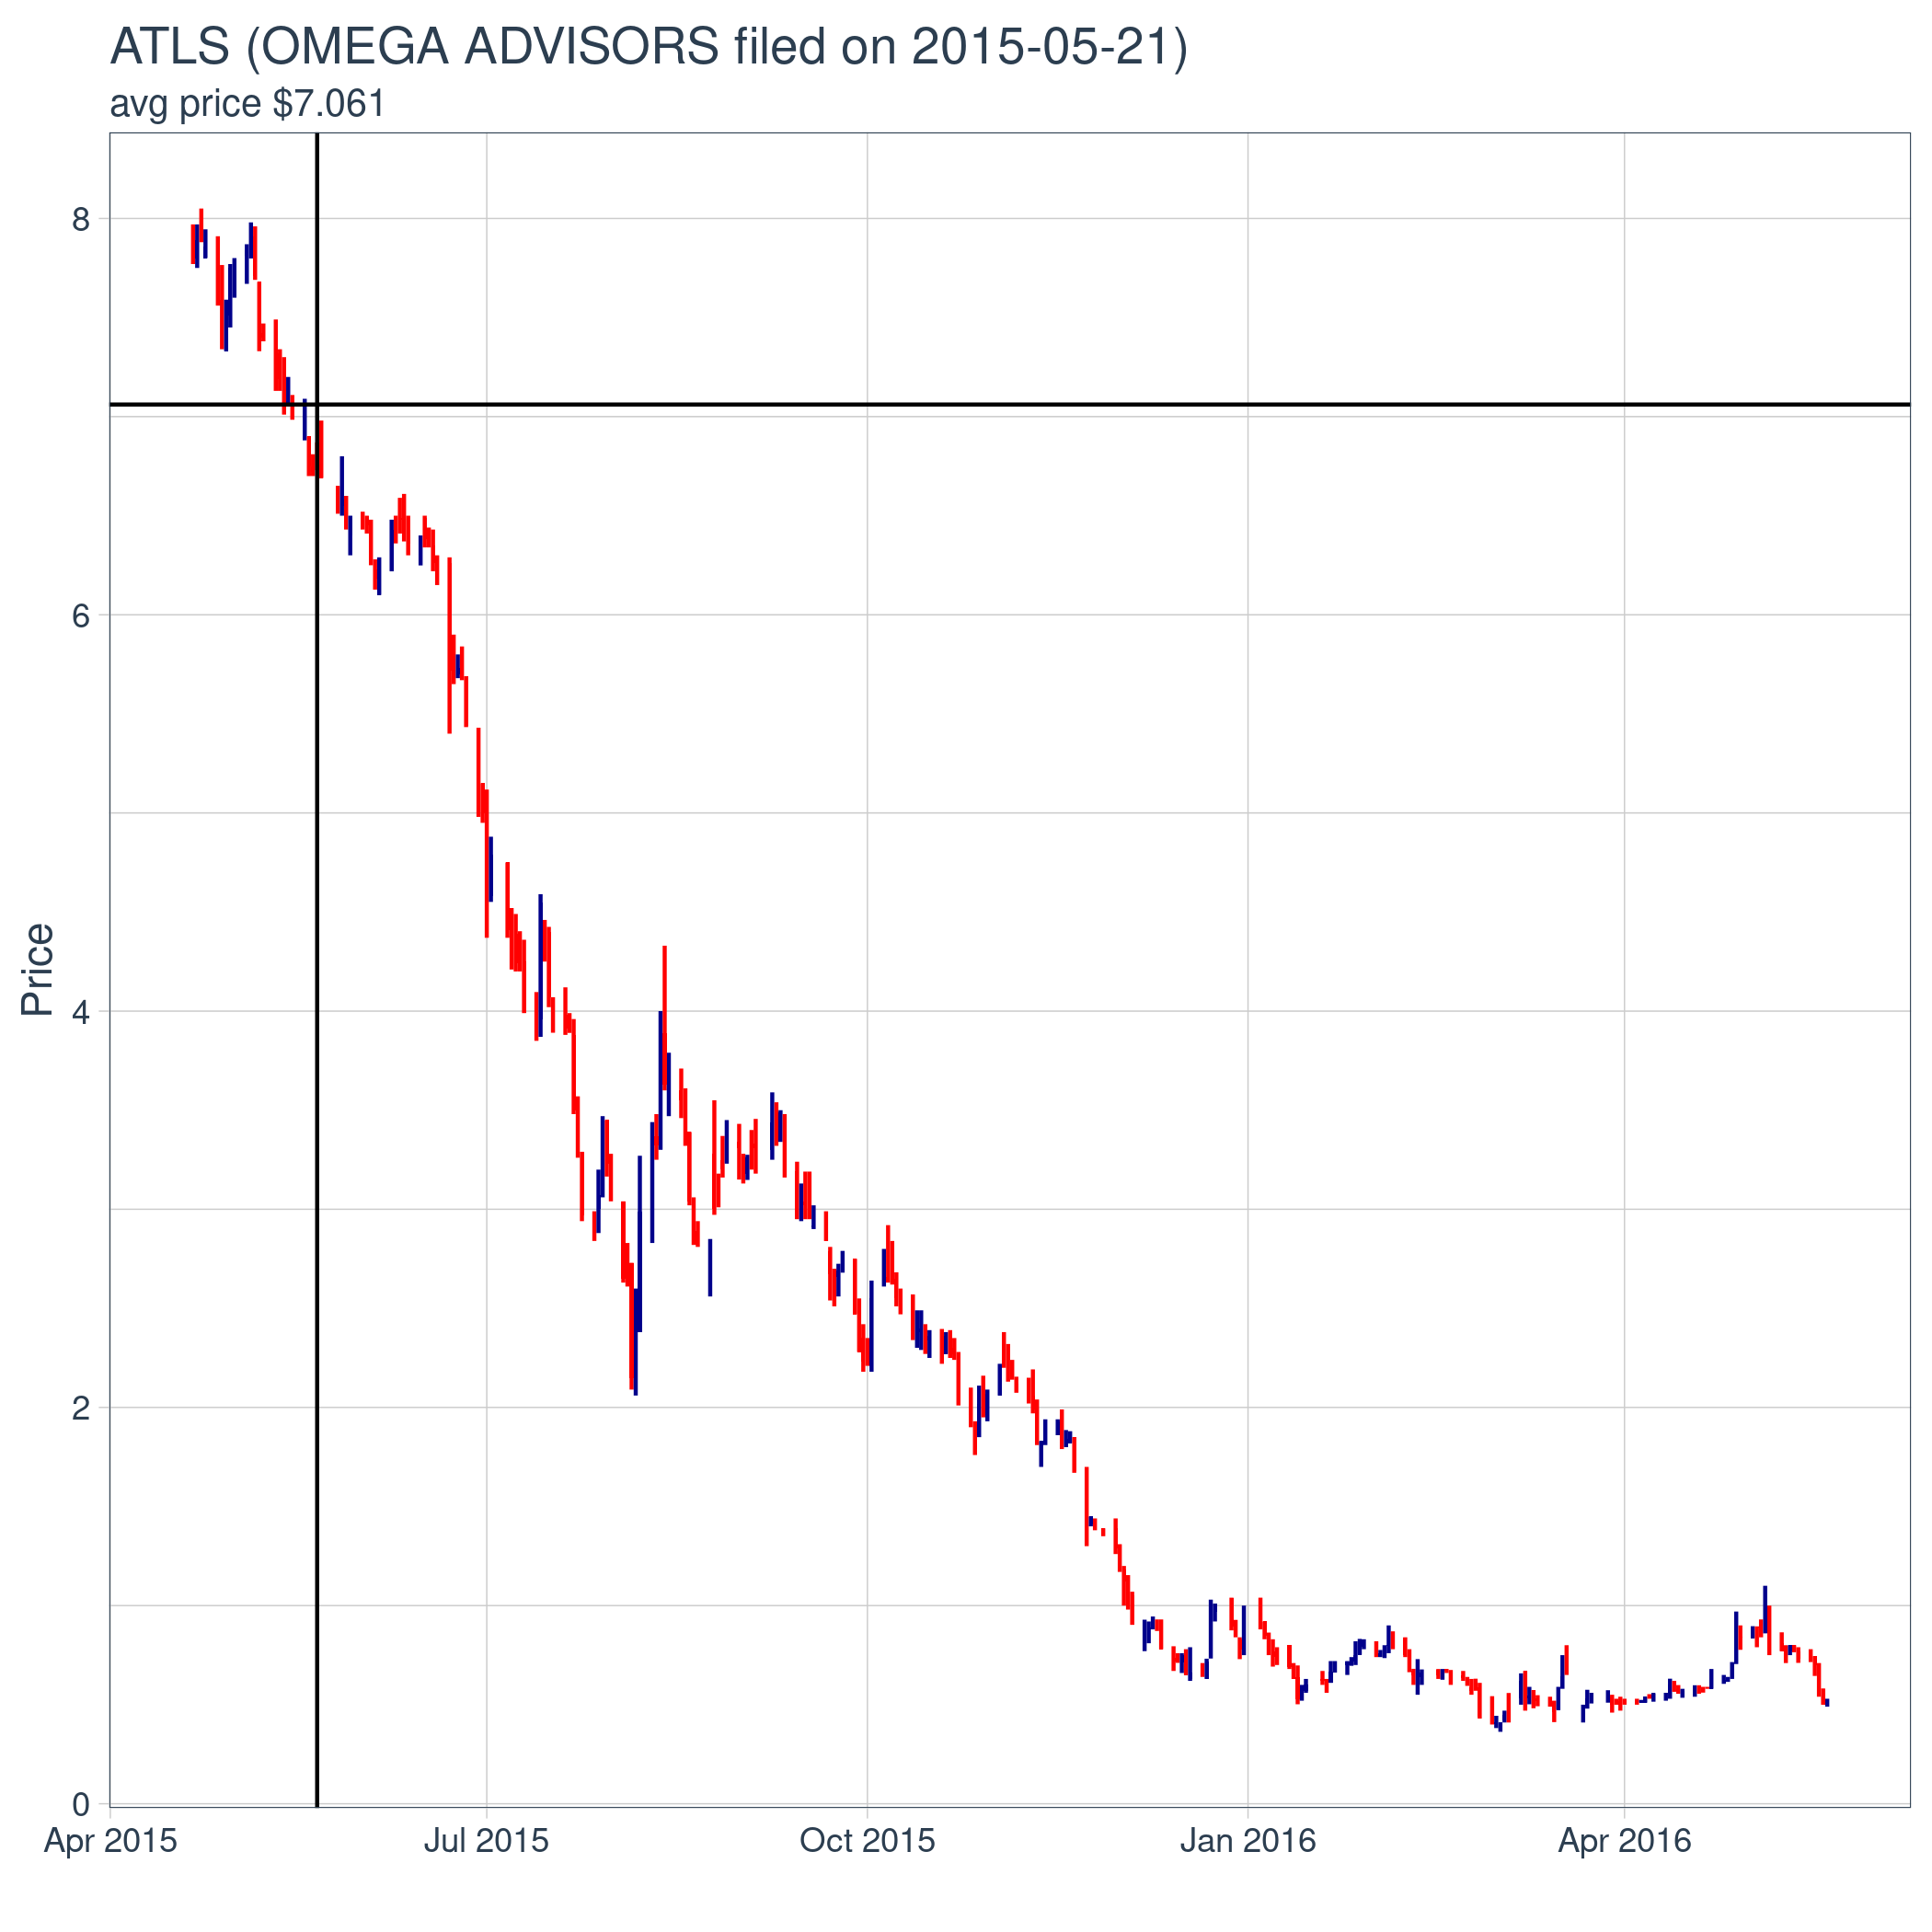 ATLS (OMEGA ADVISORS filed on 2015-05-21)
avg price $7.061
Price
8
6
4
2
0
Apr 2015
Jul 2015
Oct 2015
Jan 2016
Apr 2016